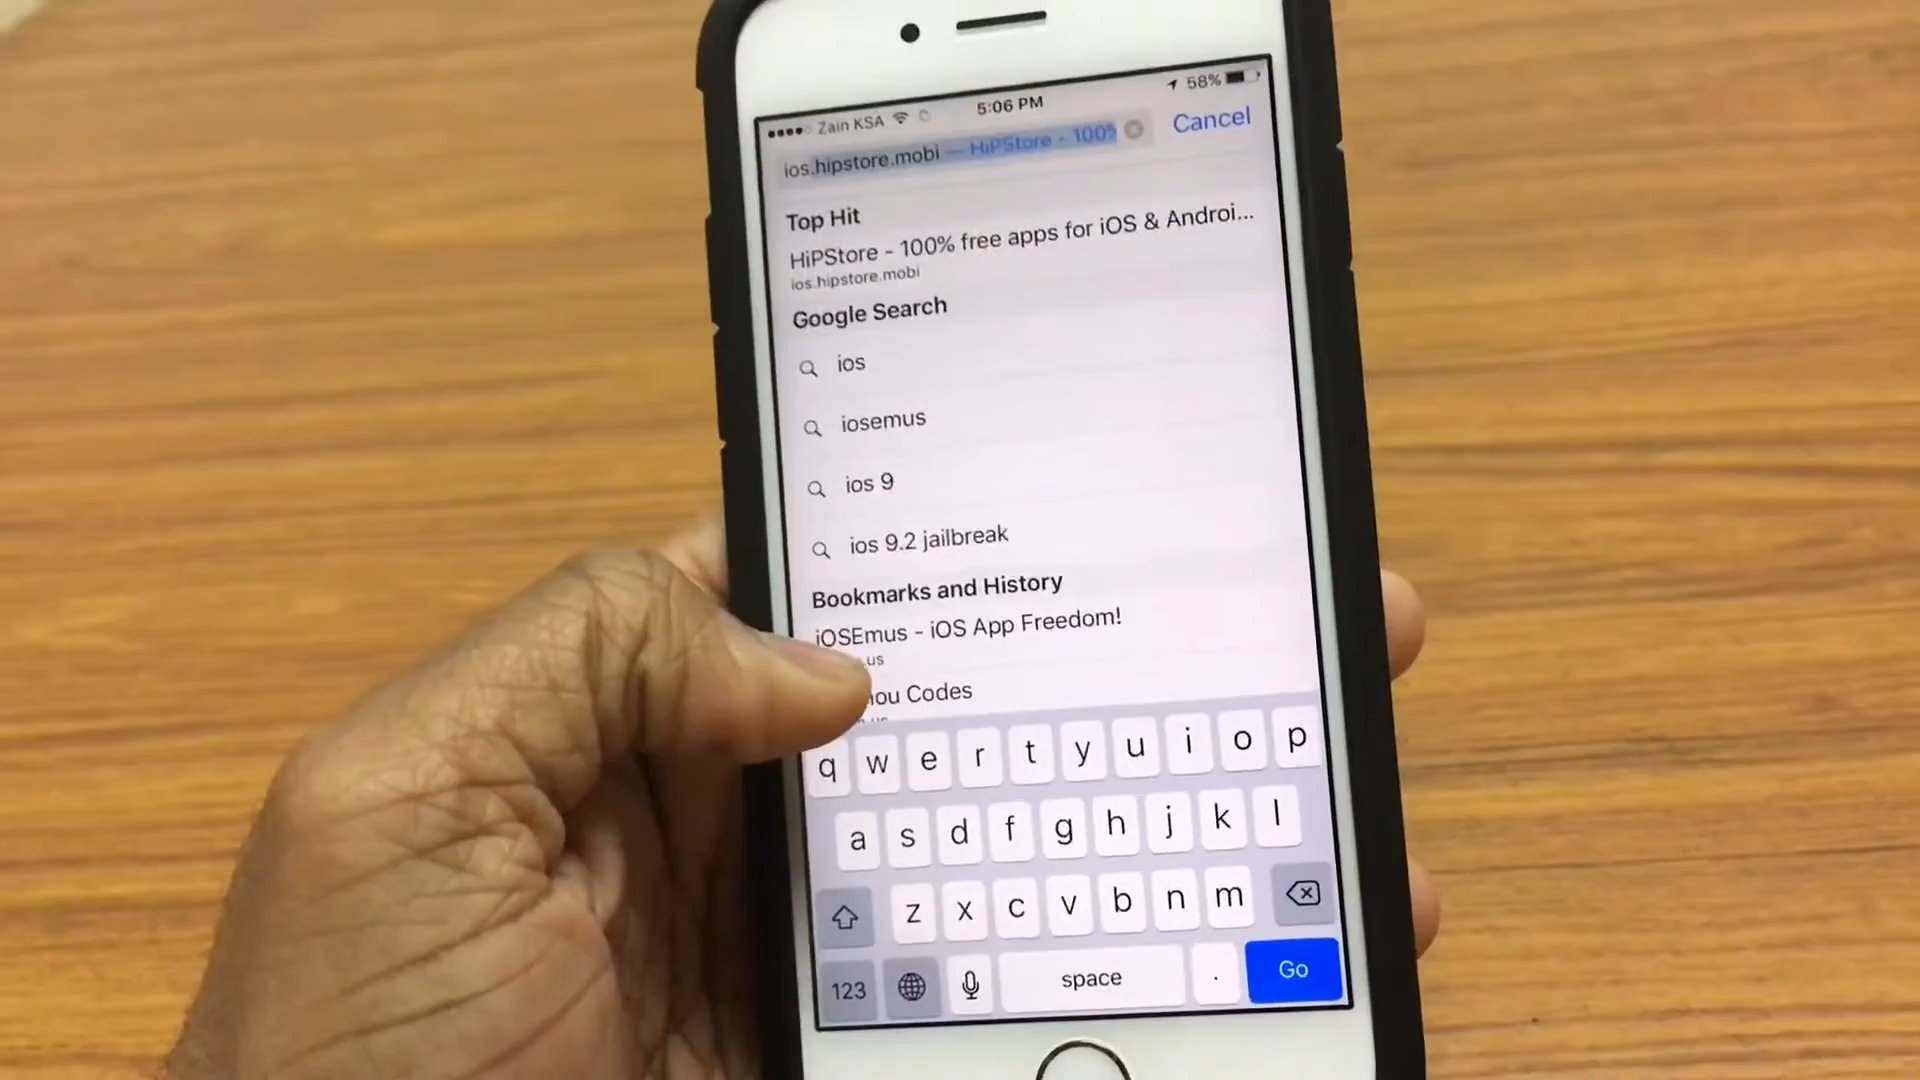 Zain KSA 5:06 PM 58%
ios.hipstore.mobi — HiPStore - 100% Cancel
Top Hit
HiPStore - 100% free apps for iOS & Androi...
ios.hipstore.mobi
Google Search
ios
iosemus
ios 9
ios 9.2 jailbreak
Bookmarks and History
iOSEmus - iOS App Freedom!
.us
Codes
q w e r t y u i o p
a s d f g h j k l
z x c v b n m
123 space . Go